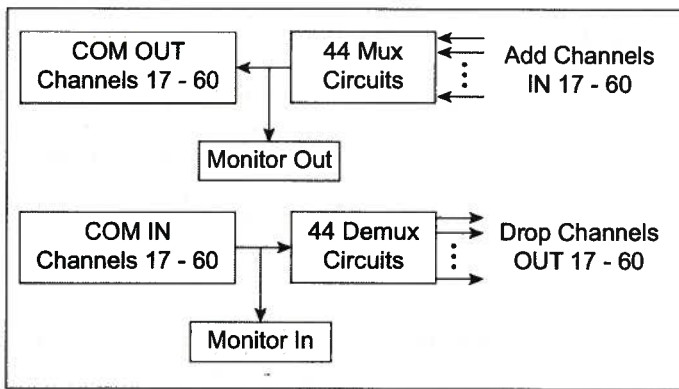 COM OUT
Channels 17 - 60
44 Mux
Circuits
Add Channels
IN 17 - 60
Monitor Out
COM IN
Channels 17 - 60
44 Demux
Circuits
Drop Channels
OUT 17 - 60
Monitor In